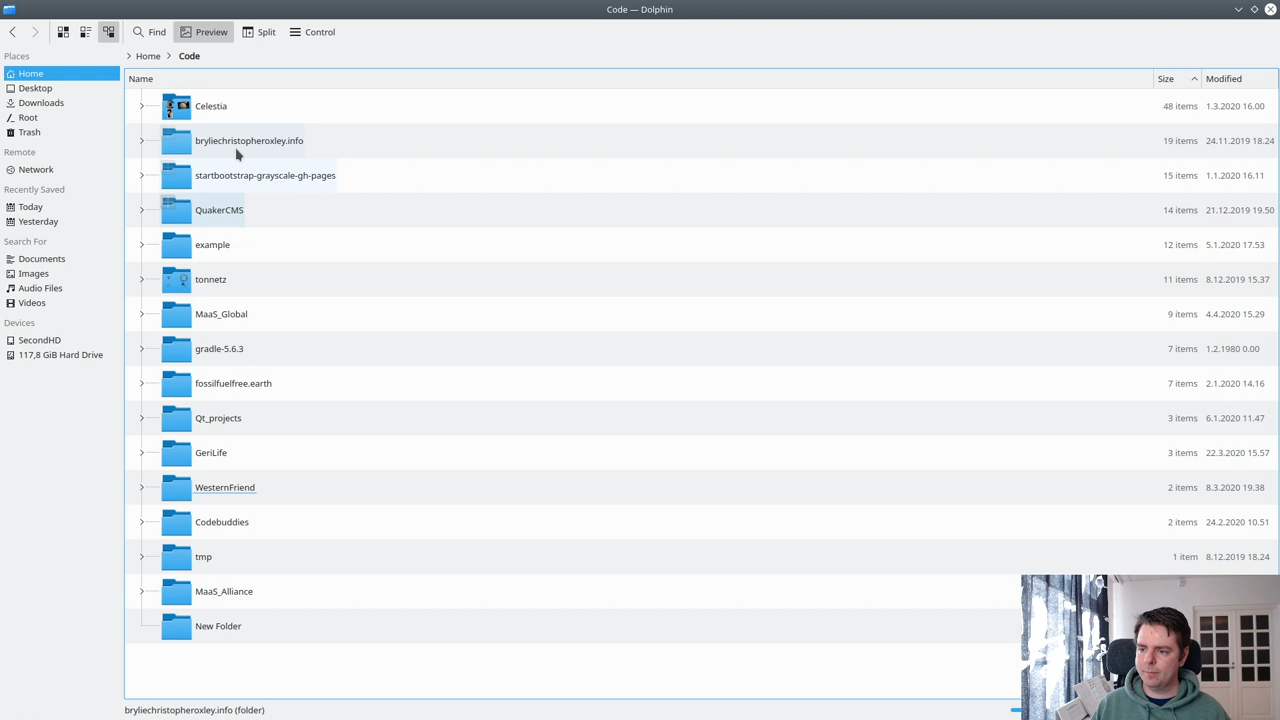 Code — Dolphin
Find Preview Split Control
Places
Home
Desktop
Downloads
Root
Trash
Remote
Network
Recently Saved
Today
Yesterday
Search For
Documents
Images
Audio Files
Videos
Devices
SecondHD
117,8 GiB Hard Drive
Home Code
Name Size Modified
Celestia 48 items 1.3.2020 16.00
bryliechristopheroxley.info 19 items 24.11.2019 18.24
startbootstrap-grayscale-gh-pages 15 items 1.1.2020 16.11
QuakerCMS 14 items 21.12.2019 19.50
example 12 items 5.1.2020 17.53
tonnetz 11 items 8.12.2019 15.37
MaaS_Global 9 items 4.4.2020 15.29
gradle-5.6.3 7 items 1.2.1980 0.00
fossilfuelfree.earth 7 items 2.1.2020 14.16
Qt_projects 3 items 6.1.2020 11.47
GeriLife 3 items 22.3.2020 15.57
WesternFriend 2 items 8.3.2020 19.38
Codebuddies 2 items 24.2.2020 10.51
tmp 1 item 8.12.2019 18.24
MaaS_Alliance
New Folder
bryliechristopheroxley.info (folder)